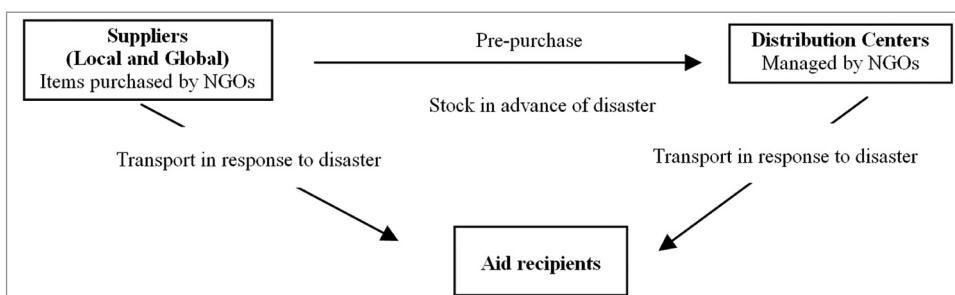 Suppliers
(Local and Global)
Items purchased by NGOs
Pre-purchase
Stock in advance of disaster
Distribution Centers
Managed by NGOs
Transport in response to disaster
Transport in response to disaster
Aid recipients